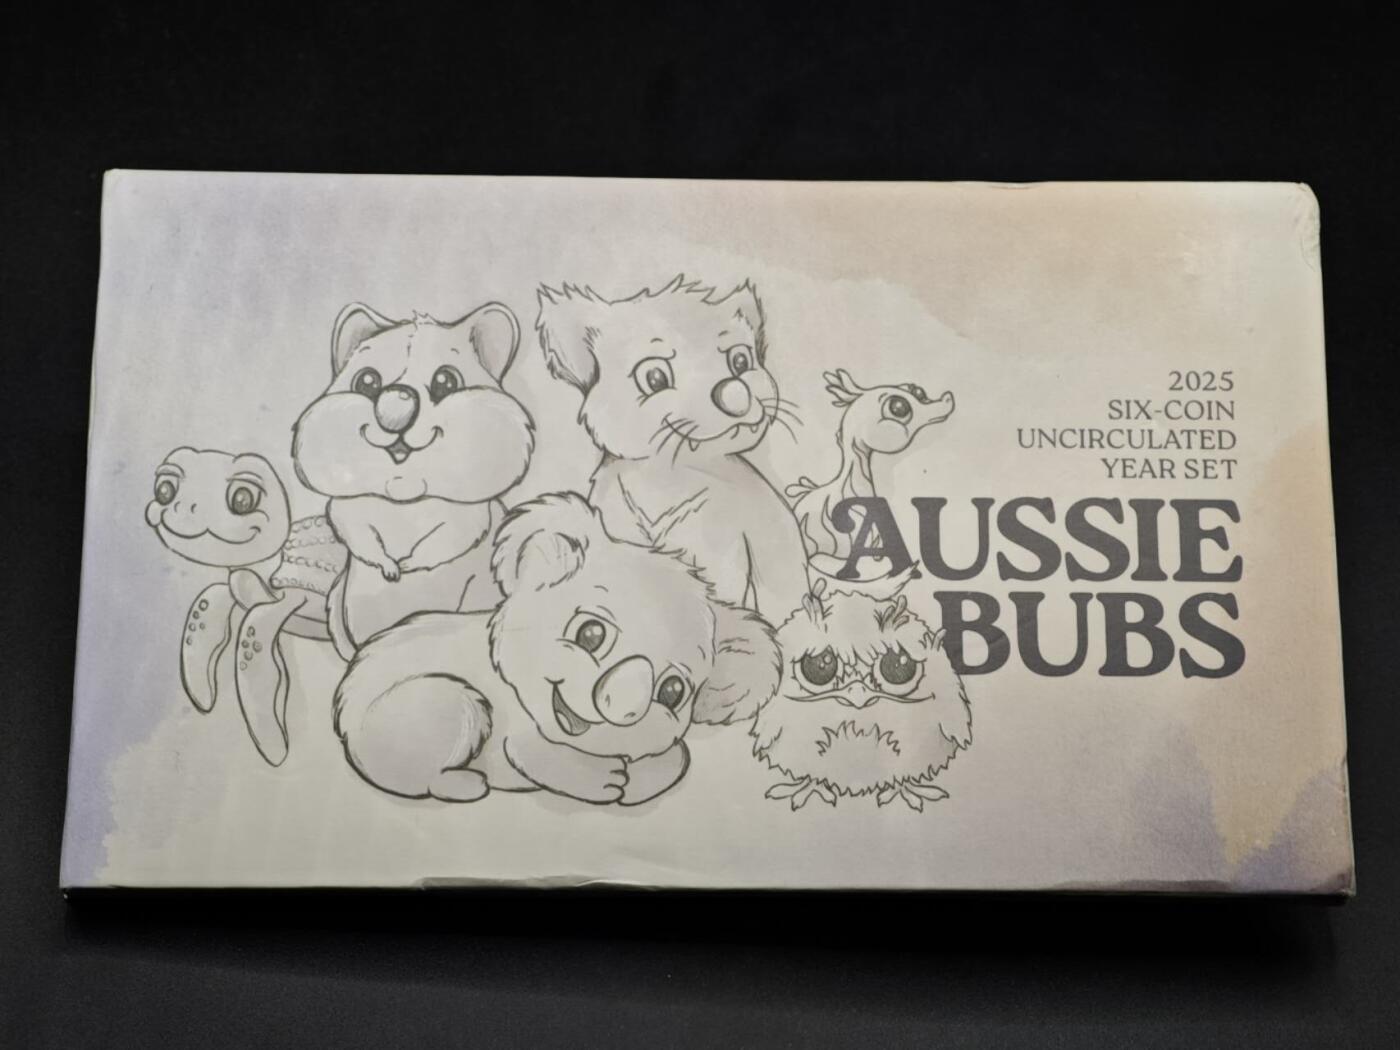 2025
SIX-COIN
UNCIRCULATED
YEAR SET
AUSSIE
BUBS